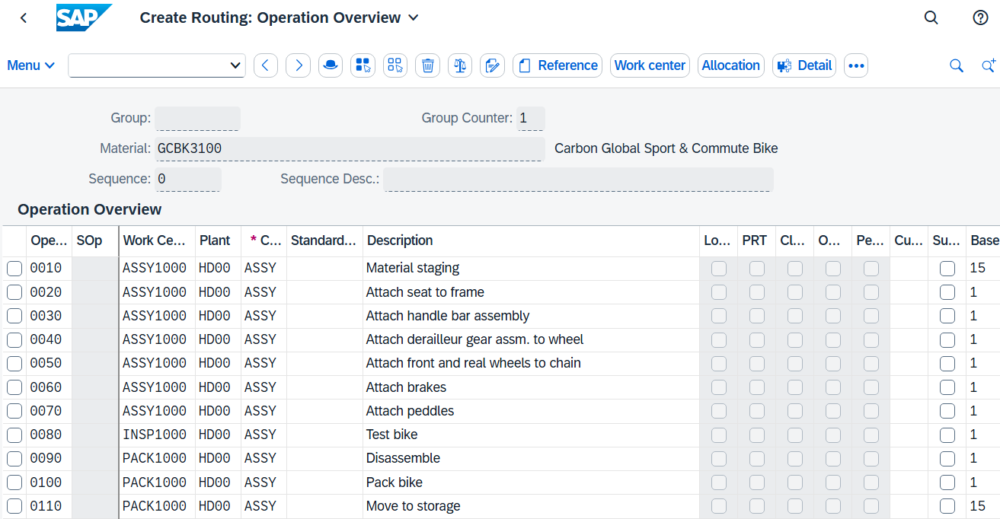 SAP Create Routing: Operation Overview
Menu Reference Work center Allocation Detail
Group: Group Counter: 1
Material: GCBK3100 Carbon Global Sport & Commute Bike
Sequence: 0 Sequence Desc.:
Operation Overview
Ope... SOp Work Ce... Plant * C... Standard... Description Lo... PRT Cl... O... Pe... Cu... Su... Base
0010 ASSY1000 HD00 ASSY Material staging 15
0020 ASSY1000 HD00 ASSY Attach seat to frame 1
0030 ASSY1000 HD00 ASSY Attach handle bar assembly 1
0040 ASSY1000 HD00 ASSY Attach derailleur gear assm. to wheel 1
0050 ASSY1000 HD00 ASSY Attach front and real wheels to chain 1
0060 ASSY1000 HD00 ASSY Attach brakes 1
0070 ASSY1000 HD00 ASSY Attach peddles 1
0080 INSP1000 HD00 ASSY Test bike 1
0090 PACK1000 HD00 ASSY Disassemble 1
0100 PACK1000 HD00 ASSY Pack bike 1
0110 PACK1000 HD00 ASSY Move to storage 15